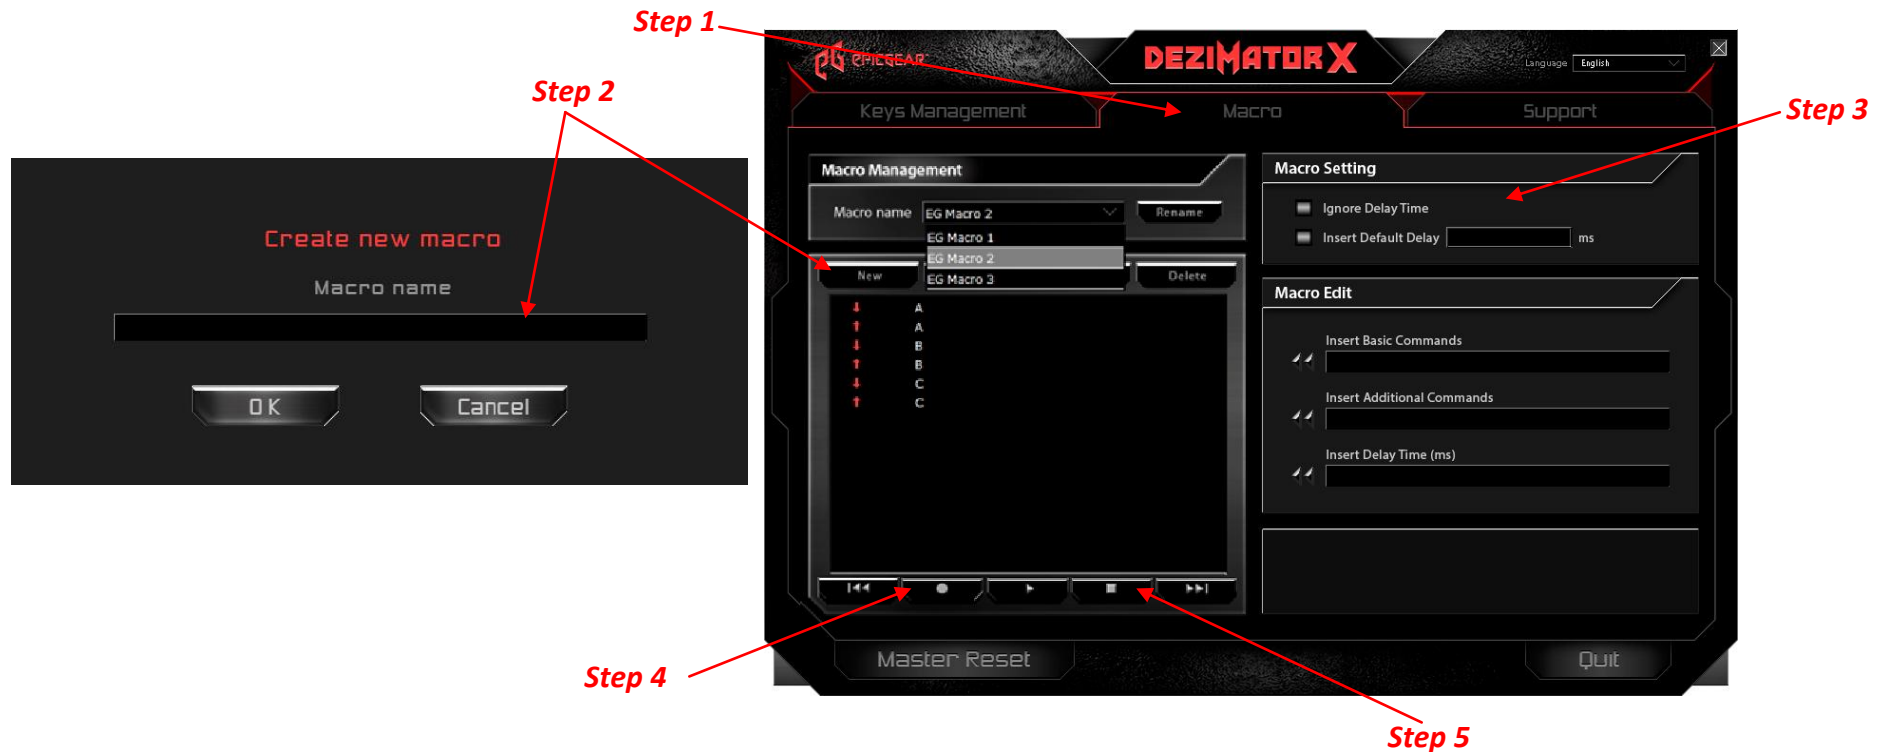 Step 1
Step 2
Step 3
EPICGEAR
DEZIMATOR X
Language English
Keys Management
Macro
Support
Create new macro
Macro name
OK
Cancel
Macro Management
Macro name EG Macro 2
Rename
EG Macro 1
EG Macro 2
EG Macro 3
New
Delete
A
A
B
B
C
C
Macro Setting
Ignore Delay Time
Insert Default Delay ms
Macro Edit
Insert Basic Commands
Insert Additional Commands
Insert Delay Time (ms)
Master Reset
Quit
Step 4
Step 5